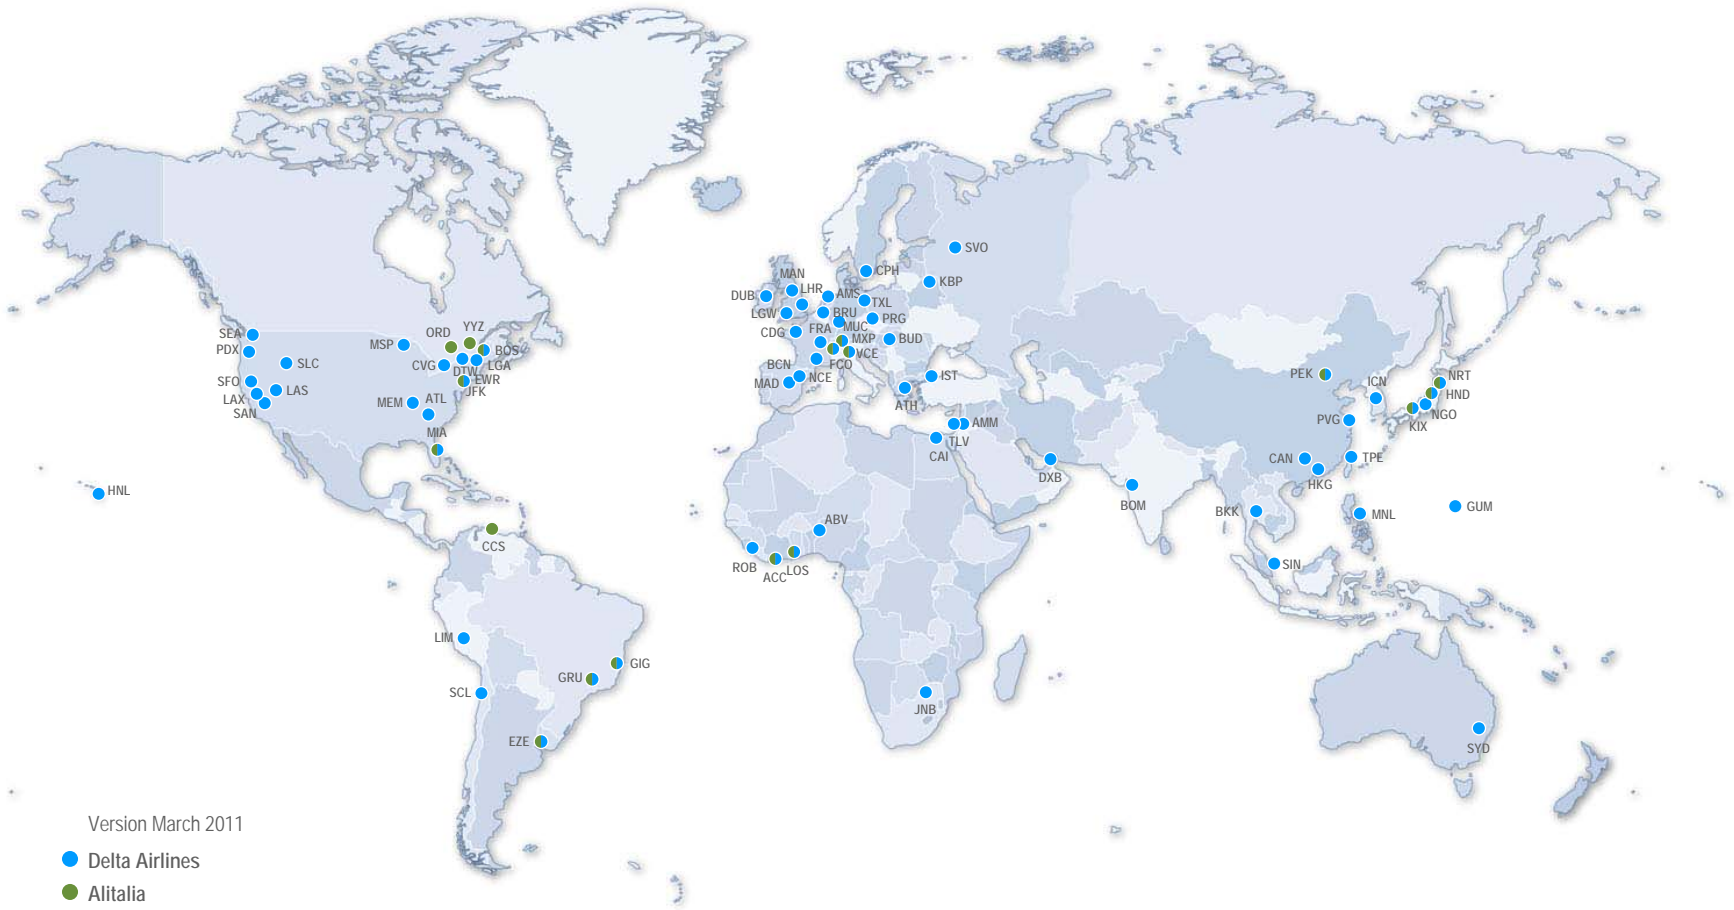 SVO
CPH
MAN
KBP
DUB
LHR
AMS
TXL
LGW
BRU
PRG
CDG
FRA
MUC
MXP
BUD
VCE
FCO
BCN
NCE
MAD
IST
ATH
SEA
PDX
MSP
ORD
YYZ
BOS
SLC
CVG
DTW
LGA
EWR
JFK
SFO
LAS
LAX
SAN
MEM
ATL
MIA
HNL
CCS
LIM
SCL
GIG
GRU
EZE
AMM
TLV
CAI
DXB
ABV
ROB
ACC
LOS
JNB
PEK
ICN
NRT
HND
NGO
KIX
PVG
CAN
TPE
HKG
BOM
BKK
MNL
GUM
SIN
SYD
Version March 2011
Delta Airlines
Alitalia